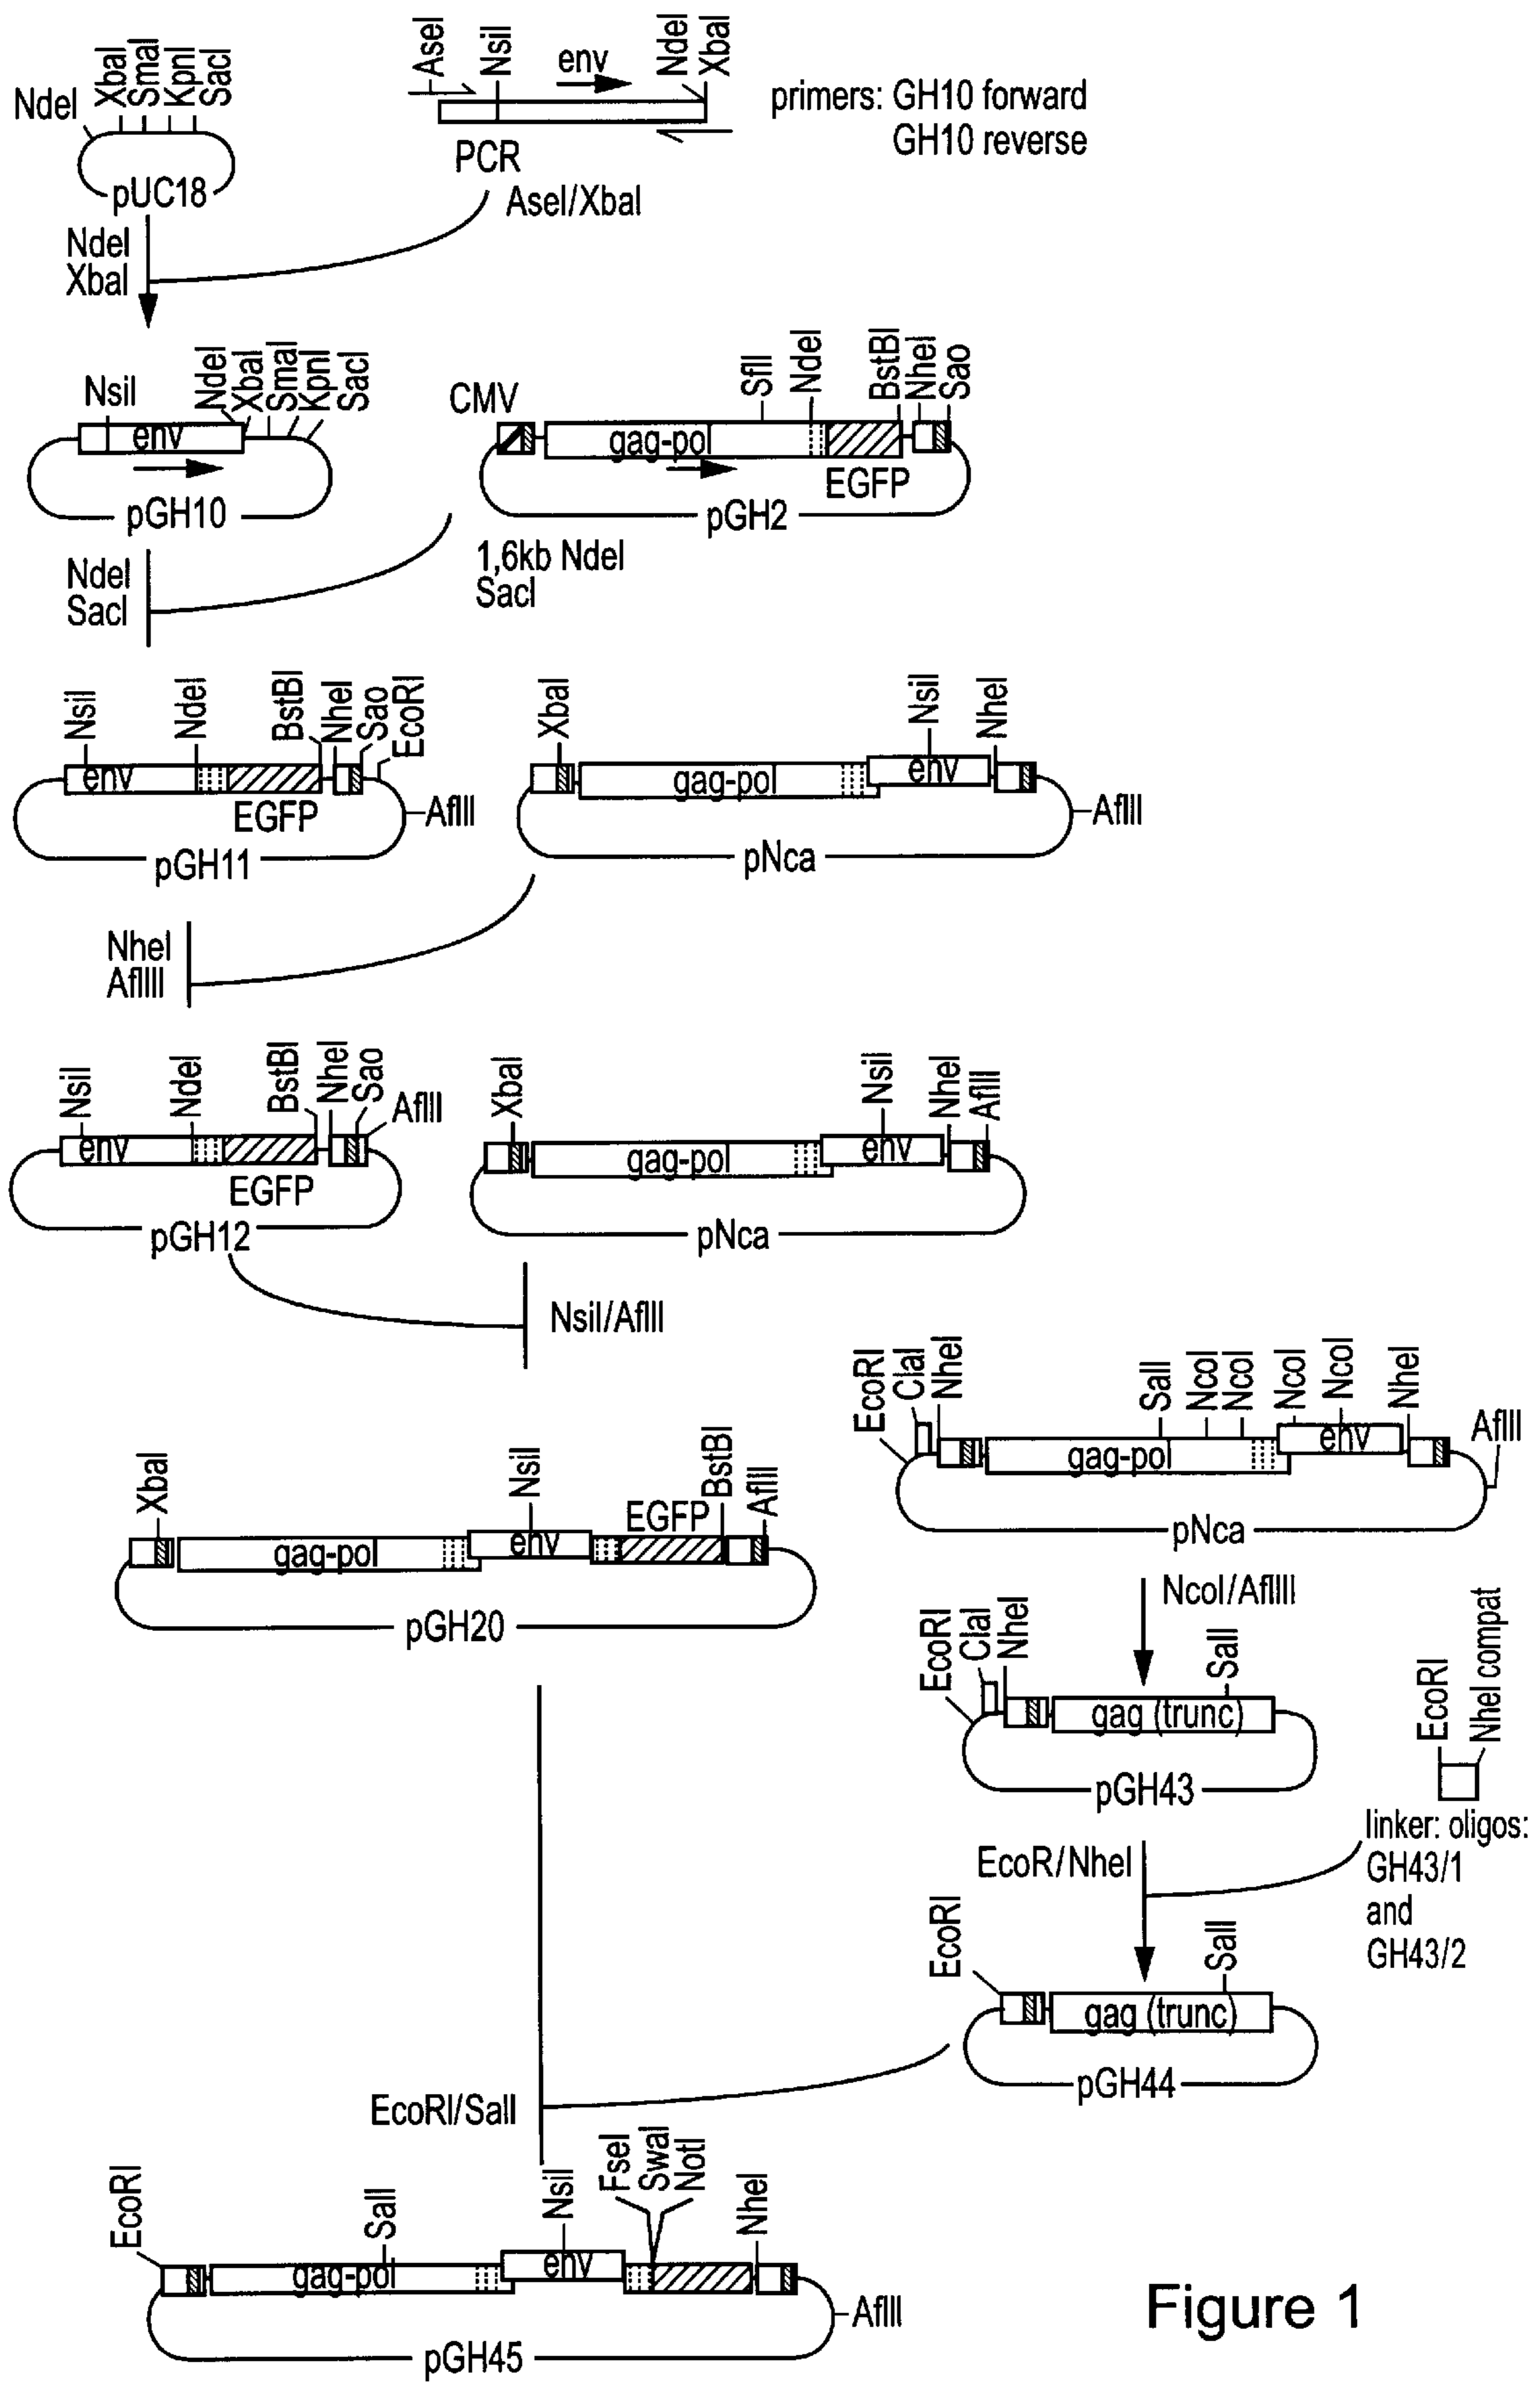 NdeI
XbaI
SmaI
KpnI
SacI
pUC18
AseI
NsiI
env
NdeI
XbaI
primers: GH10 forward
GH10 reverse
PCR
AseI/XbaI
NdeI
XbaI
NsiI
NdeI
XbaI
SmaI
KpnI
SacI
env
pGH10
CMV
SfiI
NdeI
BstBI
NheI
Sao
gag-pol
EGFP
pGH2
NdeI
SacI
1,6kb NdeI
SacI
NsiI
NdeI
BstBI
NheI
Sao
EcoRI
env
EGFP
AflII
pGH11
XbaI
NsiI
NheI
gag-pol
env
AflII
pNca
NheI
AflIII
NsiI
NdeI
BstBI
NheI
Sao
AflII
env
EGFP
pGH12
XbaI
NsiI
NheI
AflII
gag-pol
env
pNca
NsiI/AflII
XbaI
NsiI
EGFP
BstBI
AflII
gag-pol
env
pGH20
EcoRI
ClaI
NheI
SalI
NcoI
NcoI
NcoI
NcoI
NheI
AflII
gag-pol
env
pNca
NcoI/AflIII
EcoRI
ClaI
NheI
SalI
gag (trunc)
pGH43
EcoRI
NheI compat
linker: oligos:
GH43/1
and
GH43/2
EcoR/NheI
EcoRI
SalI
gag (trunc)
pGH44
EcoRI/SalI
EcoRI
SalI
NsiI
FseI
SwaI
NotI
NheI
gag-pol
env
AflII
pGH45
Figure 1